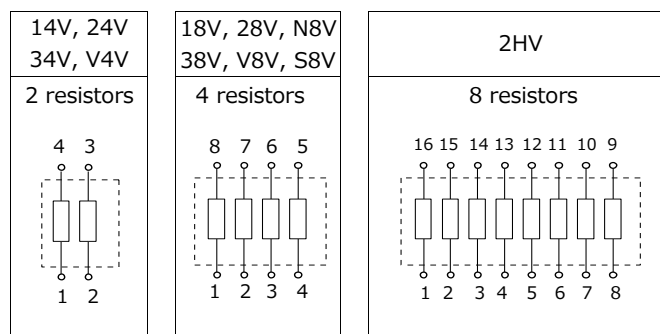 14V, 24V
34V, V4V
2 resistors
4 3
1 2
18V, 28V, N8V
38V, V8V, S8V
4 resistors
8 7 6 5
1 2 3 4
2HV
8 resistors
16 15 14 13 12 11 10 9
1 2 3 4 5 6 7 8